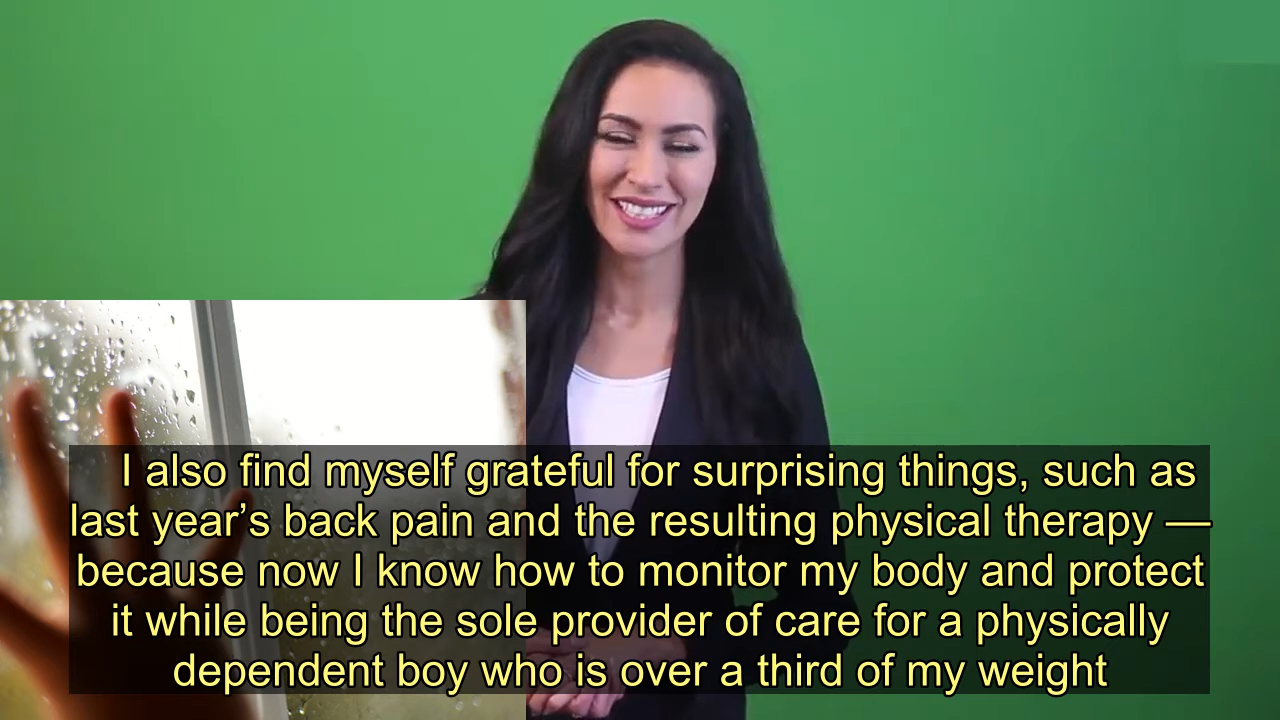 I also find myself grateful for surprising things, such as
last year’s back pain and the resulting physical therapy —
because now I know how to monitor my body and protect
it while being the sole provider of care for a physically
dependent boy who is over a third of my weight